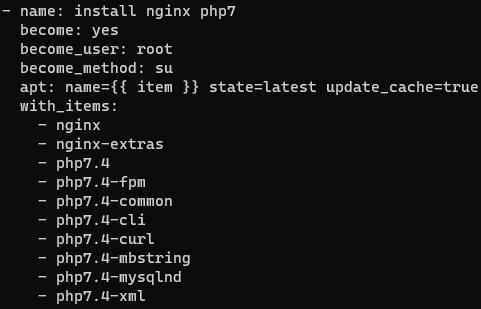 - name: install nginx php7
  become: yes
  become_user: root
  become_method: su
  apt: name={{ item }} state=latest update_cache=true
  with_items:
    - nginx
    - nginx-extras
    - php7.4
    - php7.4-fpm
    - php7.4-common
    - php7.4-cli
    - php7.4-curl
    - php7.4-mbstring
    - php7.4-mysqlnd
    - php7.4-xml